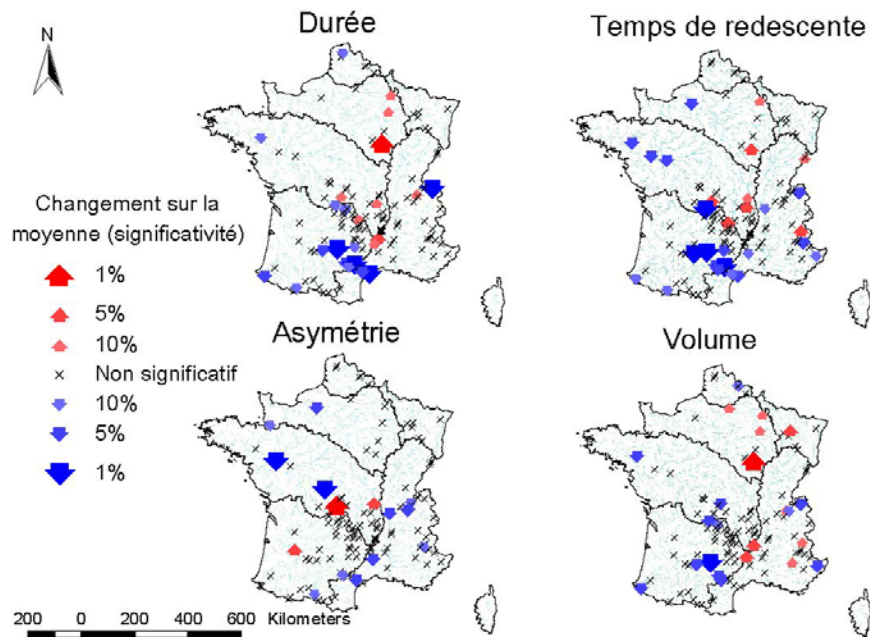 Durée
Temps de redescente
N
Changement sur la
moyenne (significativité)
1%
5%
10%
Non significatif
10%
5%
1%
Asymétrie
Volume
200 0 200 400 600 Kilometers